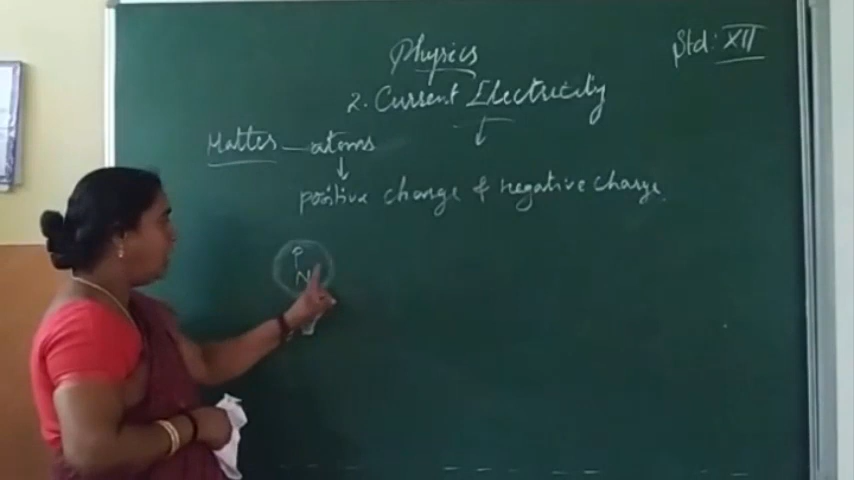 Physics
Std: XII
2. Current Electricity
Matter — atoms
positive charge & negative charge
P
N